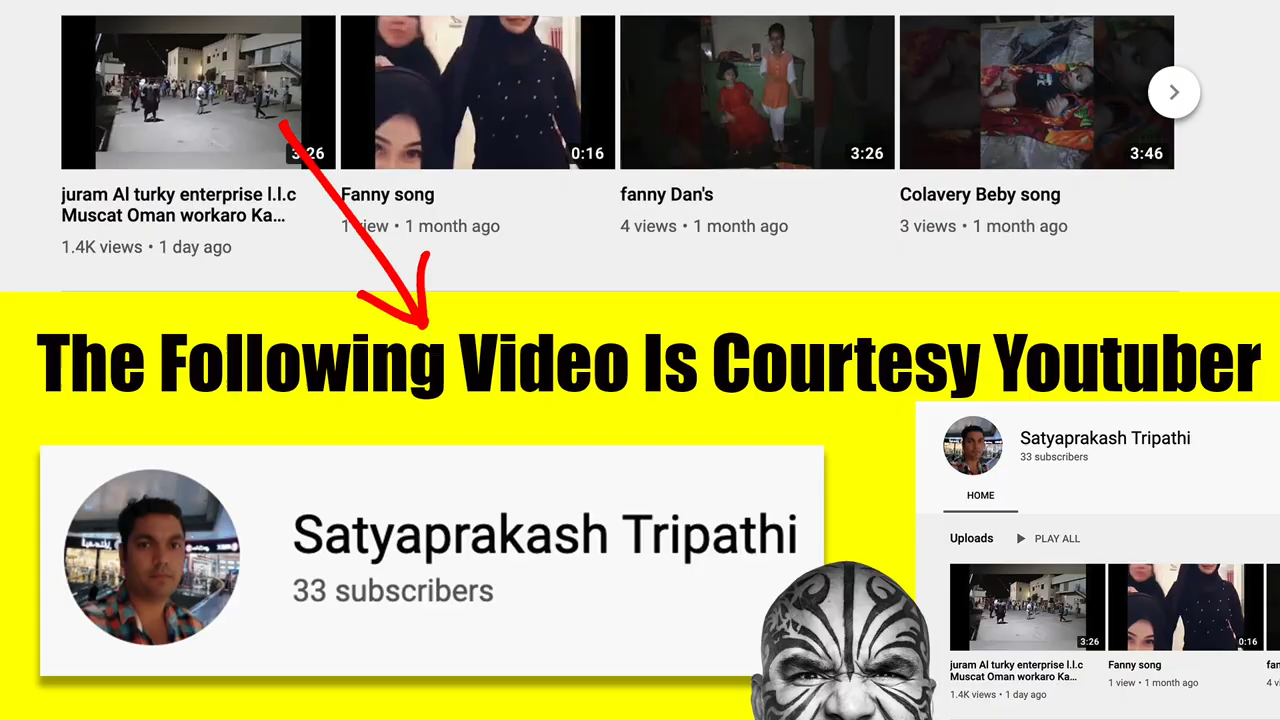 3:26
0:16
3:26
3:46
juram Al turky enterprise l.l.c
Muscat Oman workaro Ka...
1.4K views • 1 day ago
Fanny song
1 view • 1 month ago
fanny Dan's
4 views • 1 month ago
Colavery Beby song
3 views • 1 month ago
The Following Video Is Courtesy Youtuber
Satyaprakash Tripathi
33 subscribers
Satyaprakash Tripathi
33 subscribers
HOME
Uploads
PLAY ALL
3:26
0:16
juram Al turky enterprise l.l.c
Muscat Oman workaro Ka...
1.4K views • 1 day ago
Fanny song
1 view • 1 month ago